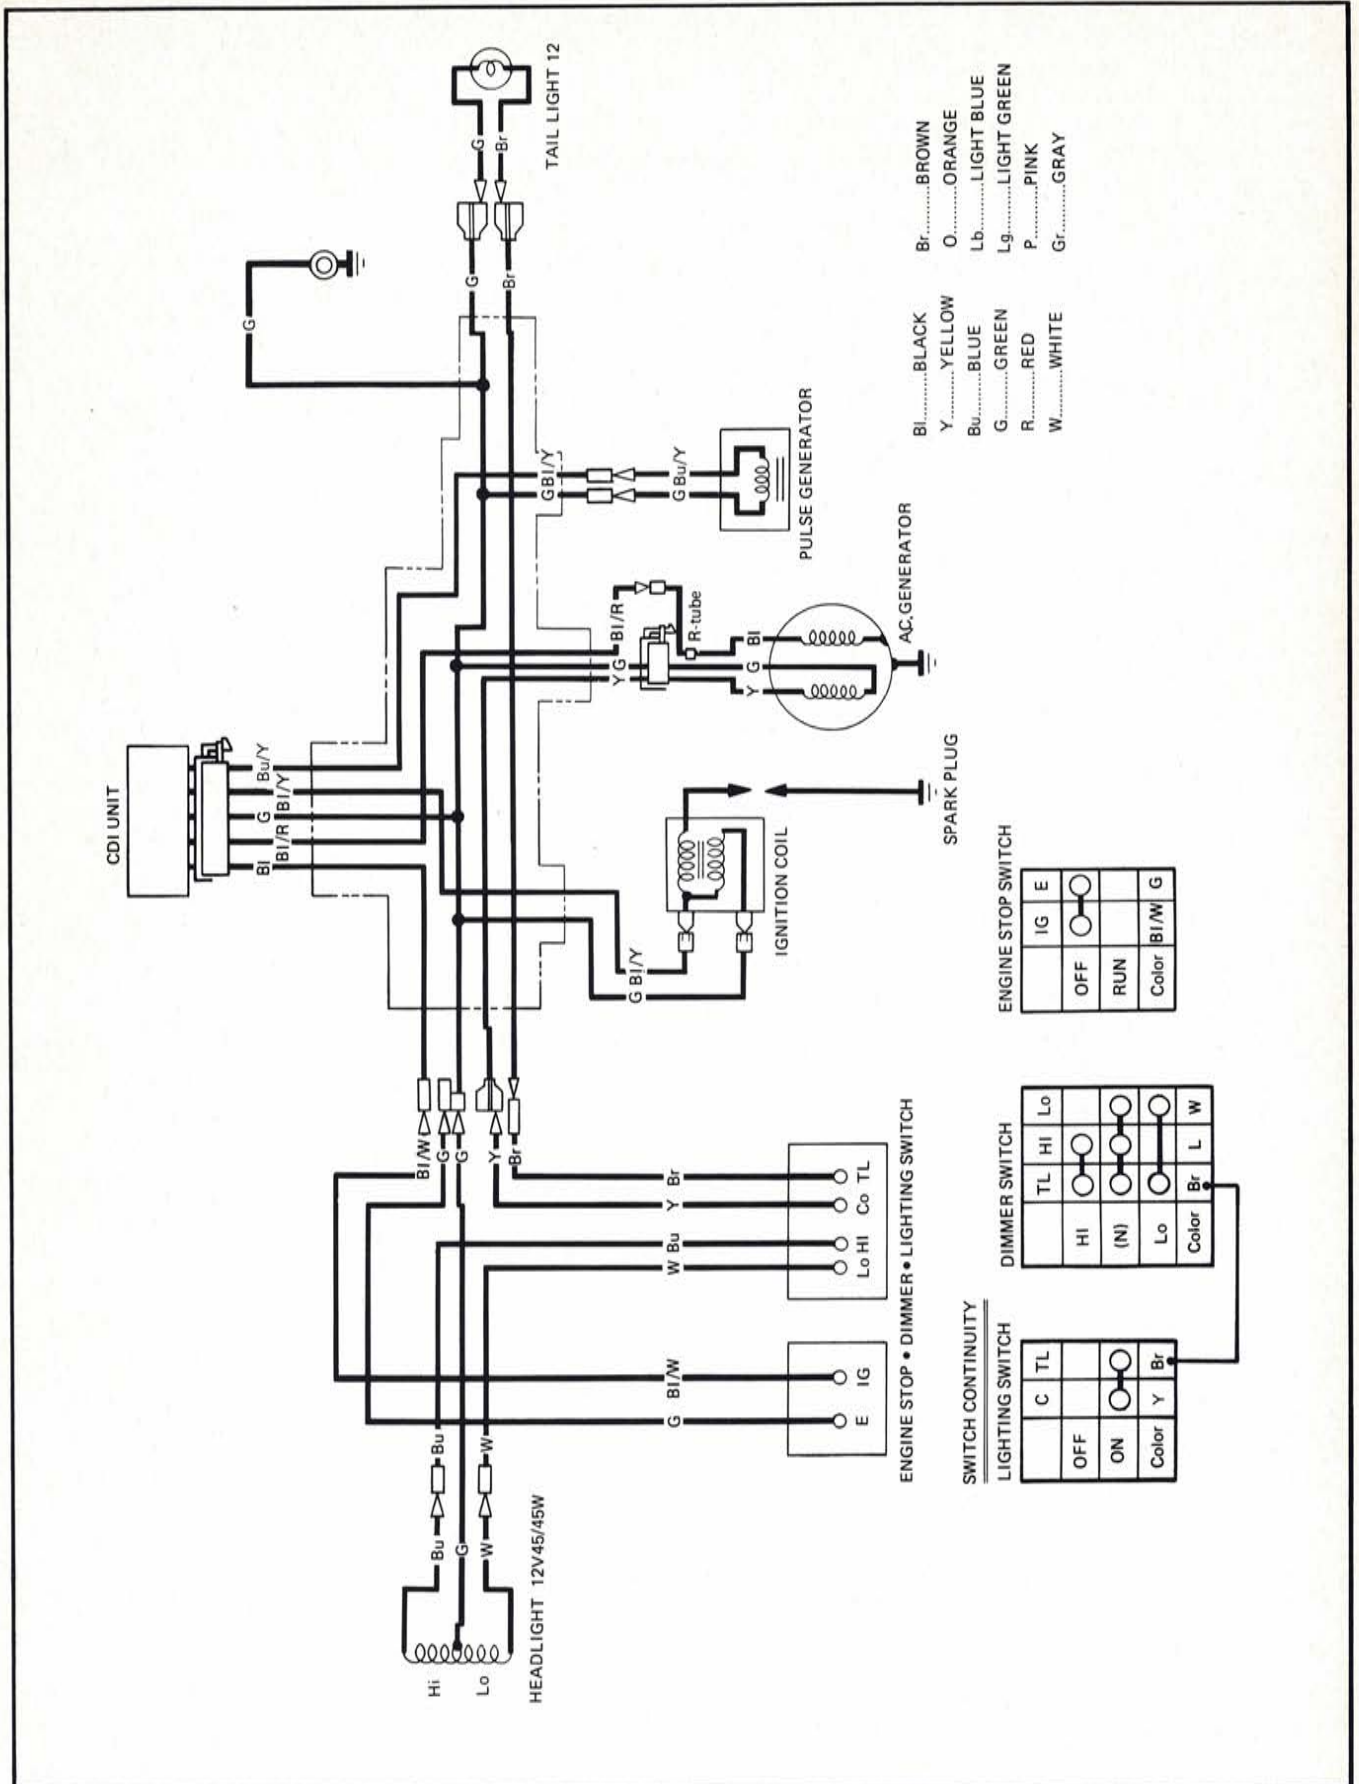 CDI UNIT
Bl
Bl/R
G
Bl/Y
Bu/Y
G
TAIL LIGHT 12
G
Br
G
Br
G Bl/Y
G Bu/Y
PULSE GENERATOR
Bl/R
G
Y
R-tube
Bl
G
Y
AC.GENERATOR
SPARK PLUG
IGNITION COIL
G Bl/Y
Bl/W
G
G
Y
Br
HEADLIGHT 12V45/45W
Hi
Lo
Bu
G
W
Bu
W
G
Bl/W
W
Bu
Y
Br
E
IG
Lo
HI
Co
TL
ENGINE STOP • DIMMER • LIGHTING SWITCH
SWITCH CONTINUITY
LIGHTING SWITCH
C TL
OFF
ON
Color Y Br
DIMMER SWITCH
TL HI Lo
HI
(N)
Lo
Color Br L W
ENGINE STOP SWITCH
IG E
OFF
RUN
Color Bl/W G
Bl..........BLACK
Y...........YELLOW
Bu.........BLUE
G..........GREEN
R..........RED
W..........WHITE
Br..........BROWN
O...........ORANGE
Lb..........LIGHT BLUE
Lg..........LIGHT GREEN
P...........PINK
Gr..........GRAY